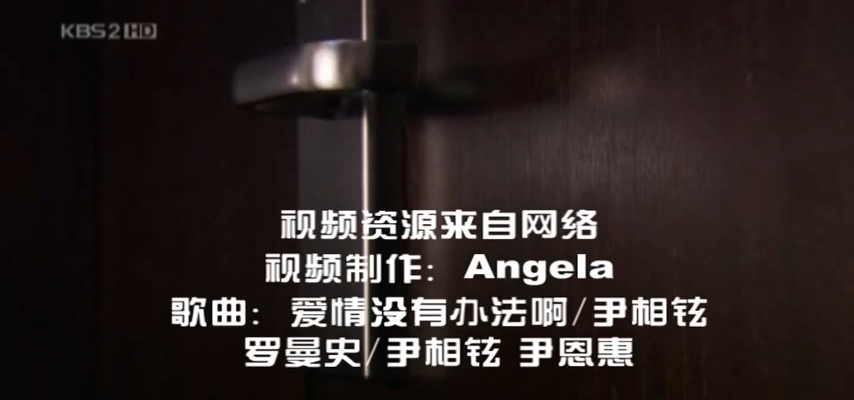 KBS2 HD
视频资源来自网络
视频制作：Angela
歌曲：爱情没有办法啊/尹相铉
罗曼史/尹相铉 尹恩惠